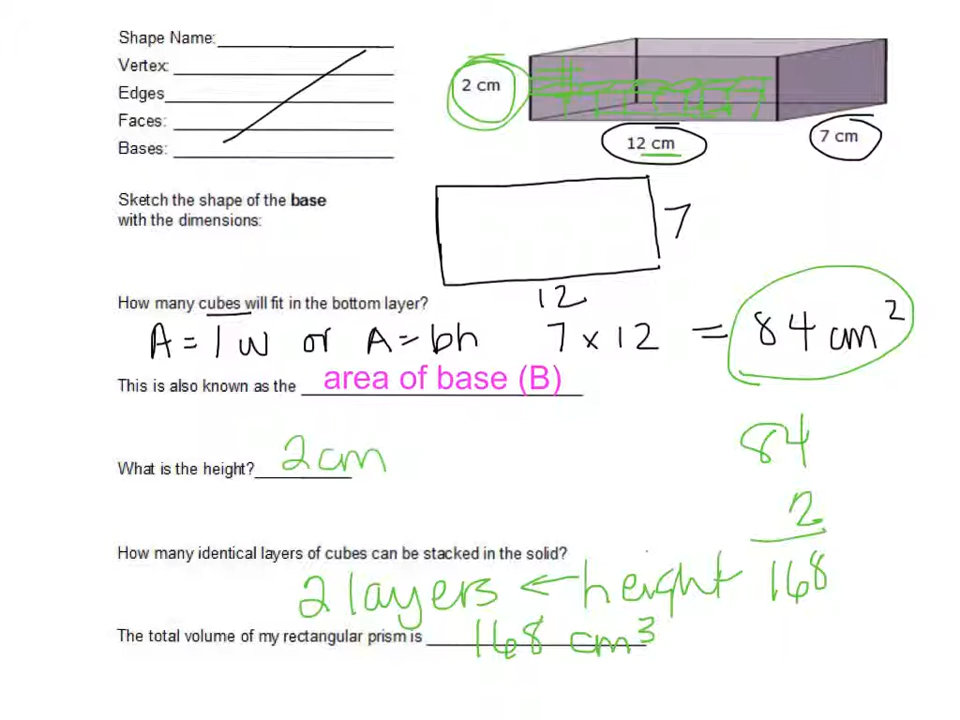 Shape Name:
Vertex:
Edges
Faces:
Bases:
2 cm
12 cm
7 cm
Sketch the shape of the base
with the dimensions:
7
12
How many cubes will fit in the bottom layer?
A = lw or A = bh 7 x 12 = 84 cm²
This is also known as the area of base (B)
84
What is the height? 2cm
2
How many identical layers of cubes can be stacked in the solid?
2 layers ← height 168
The total volume of my rectangular prism is 168 cm³